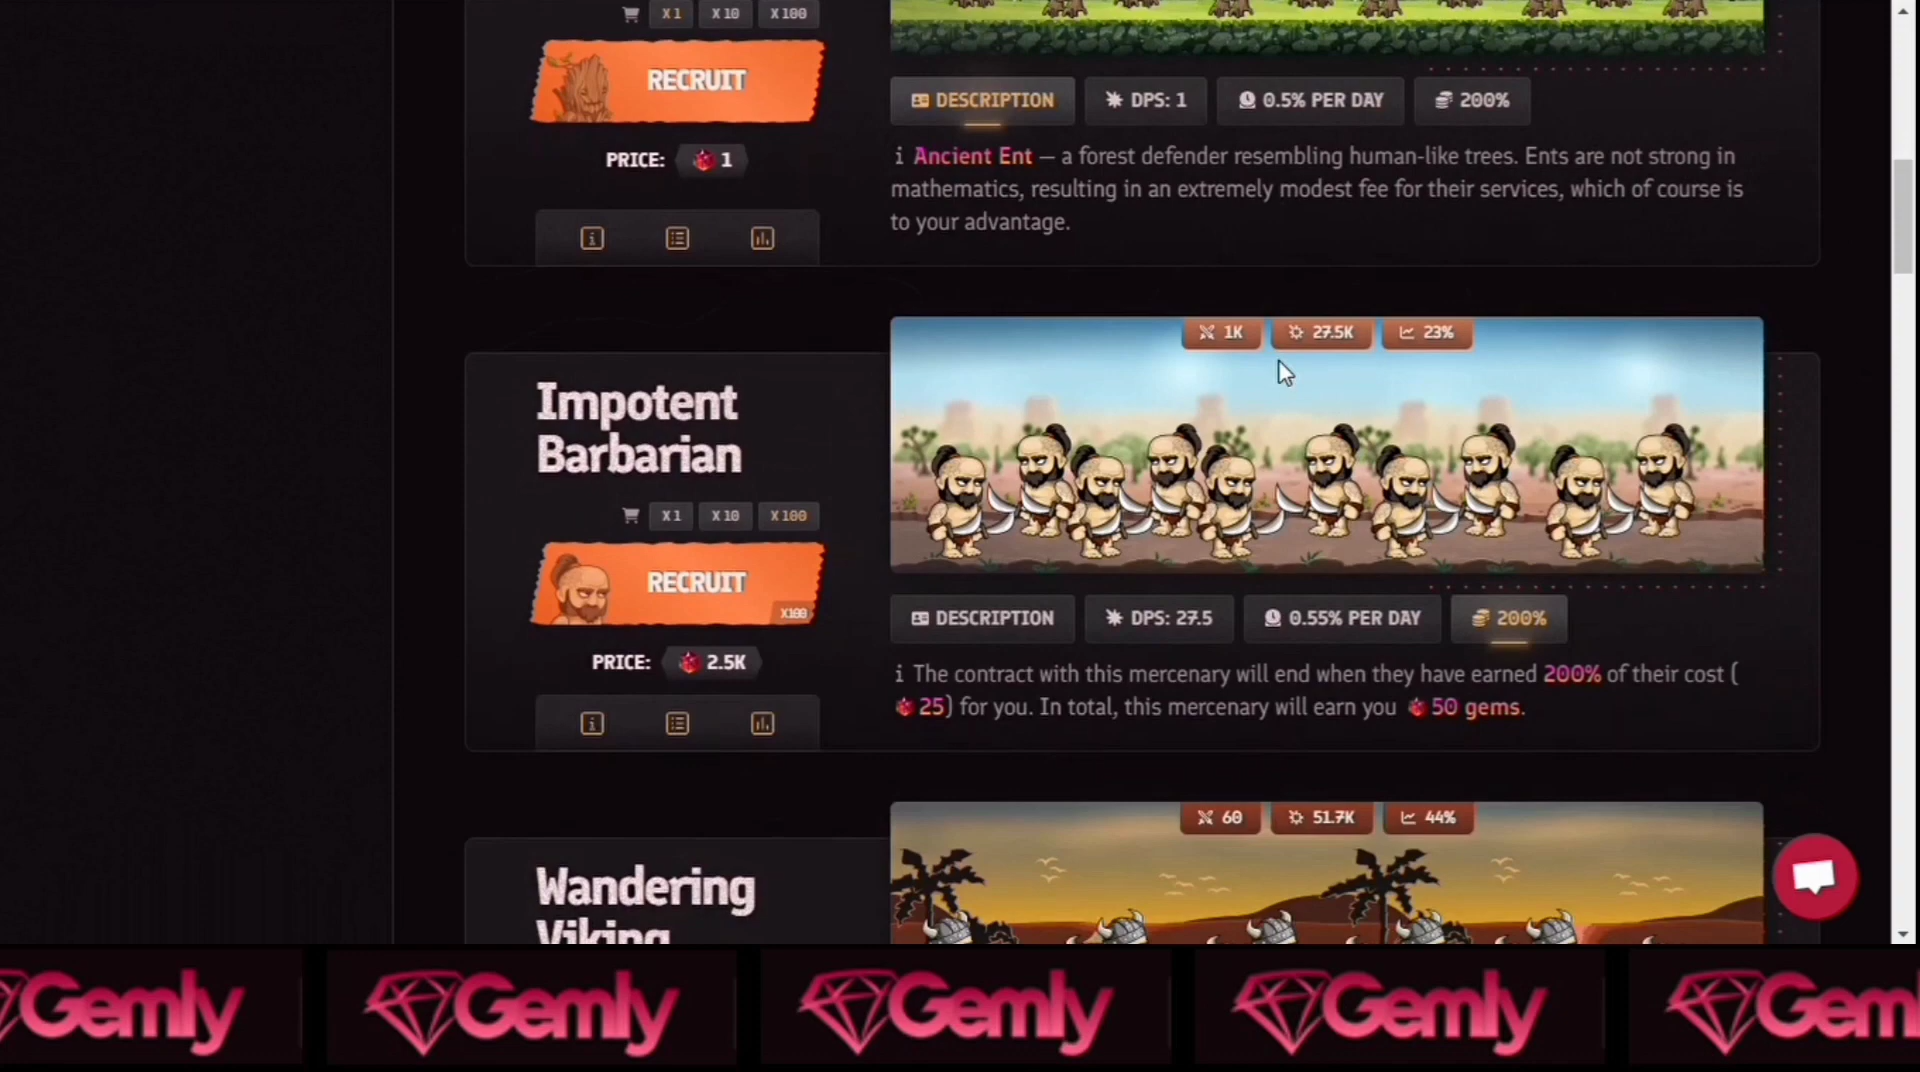 X1 X10 X100
RECRUIT
PRICE: 1
DESCRIPTION DPS: 1 0.5% PER DAY 200%
i Ancient Ent — a forest defender resembling human-like trees. Ents are not strong in
mathematics, resulting in an extremely modest fee for their services, which of course is
to your advantage.
Impotent
Barbarian
X1 X10 X100
RECRUIT
X100
PRICE: 2.5K
1K 27.5K 23%
DESCRIPTION DPS: 27.5 0.55% PER DAY 200%
i The contract with this mercenary will end when they have earned 200% of their cost (
25) for you. In total, this mercenary will earn you 50 gems.
Wandering
Viking
60 51.7K 44%
Gemly Gemly Gemly Gemly Gem